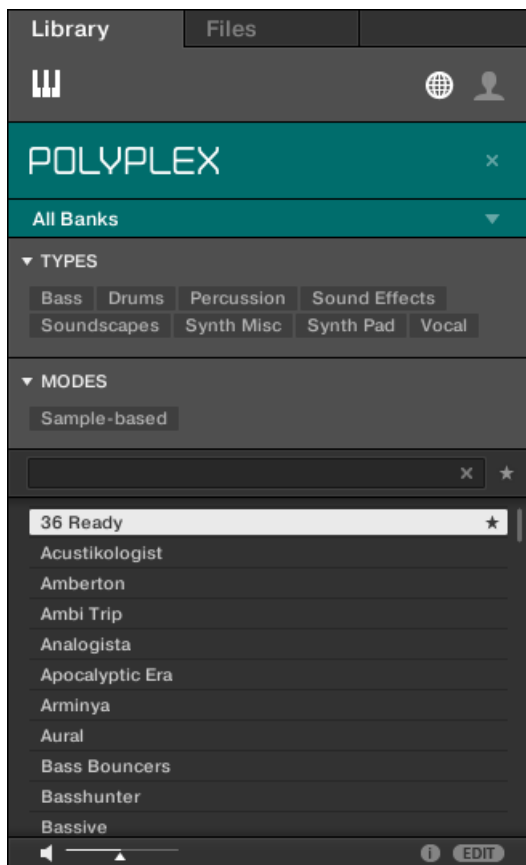 Library Files
POLYPLEX
All Banks
TYPES
Bass Drums Percussion Sound Effects
Soundscapes Synth Misc Synth Pad Vocal
MODES
Sample-based
36 Ready
Acustikologist
Amberton
Ambi Trip
Analogista
Apocalyptic Era
Arminya
Aural
Bass Bouncers
Basshunter
Bassive
EDIT